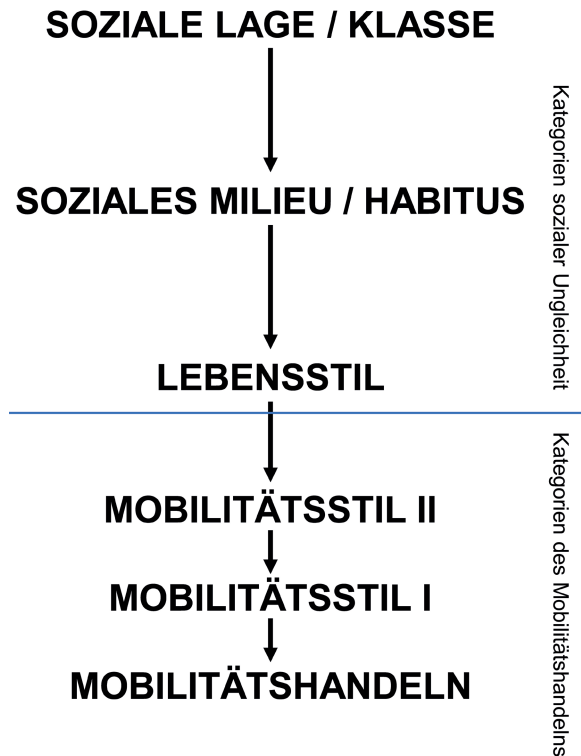 SOZIALE LAGE / KLASSE
SOZIALES MILIEU / HABITUS
LEBENSSTIL
Kategorien sozialer Ungleichheit
MOBILITÄTSSTIL II
MOBILITÄTSSTIL I
MOBILITÄTSHANDELN
Kategorien des Mobilitätshandelns